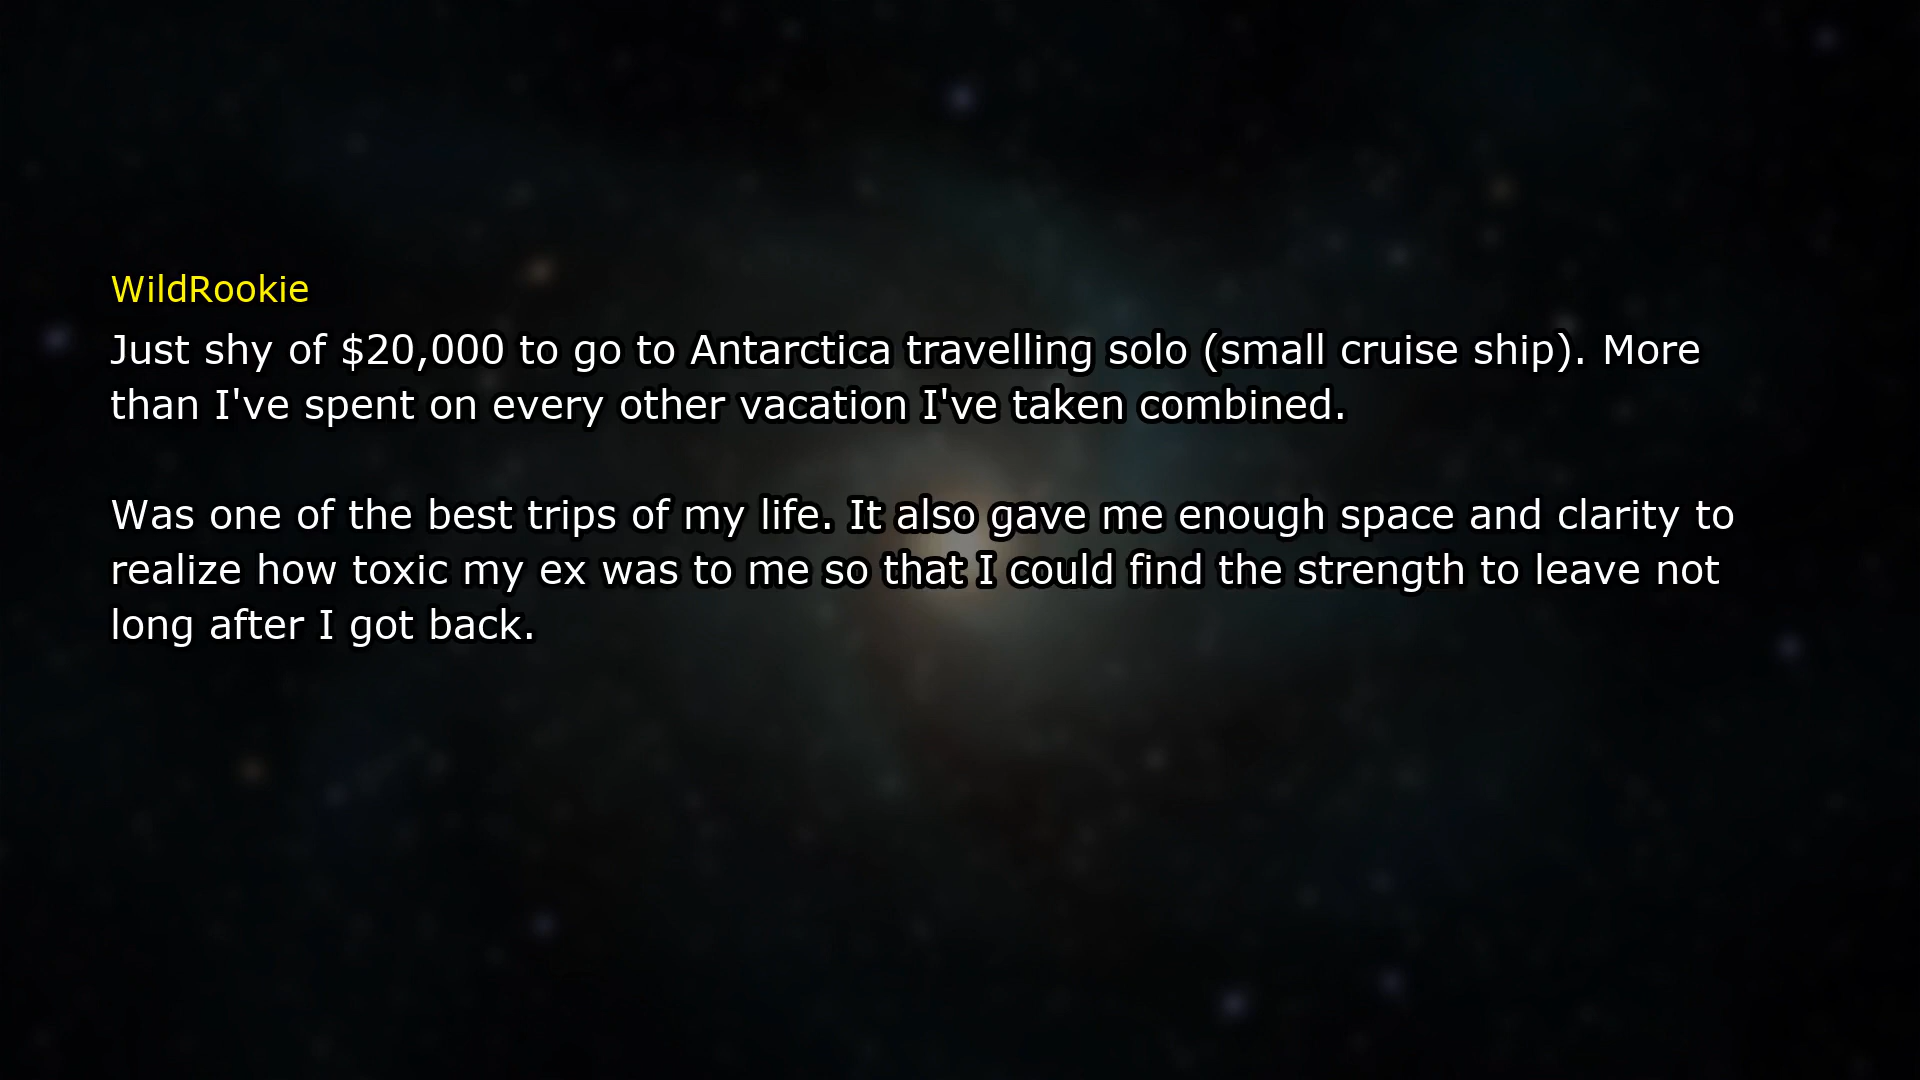 WildRookie
Just shy of $20,000 to go to Antarctica travelling solo (small cruise ship). More
than I've spent on every other vacation I've taken combined.
Was one of the best trips of my life. It also gave me enough space and clarity to
realize how toxic my ex was to me so that I could find the strength to leave not
long after I got back.